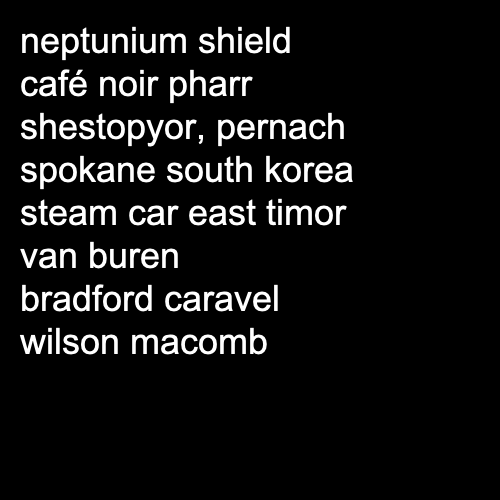 neptunium shield
café noir pharr
shestopyor, pernach
spokane south korea
steam car east timor
van buren
bradford caravel
wilson macomb